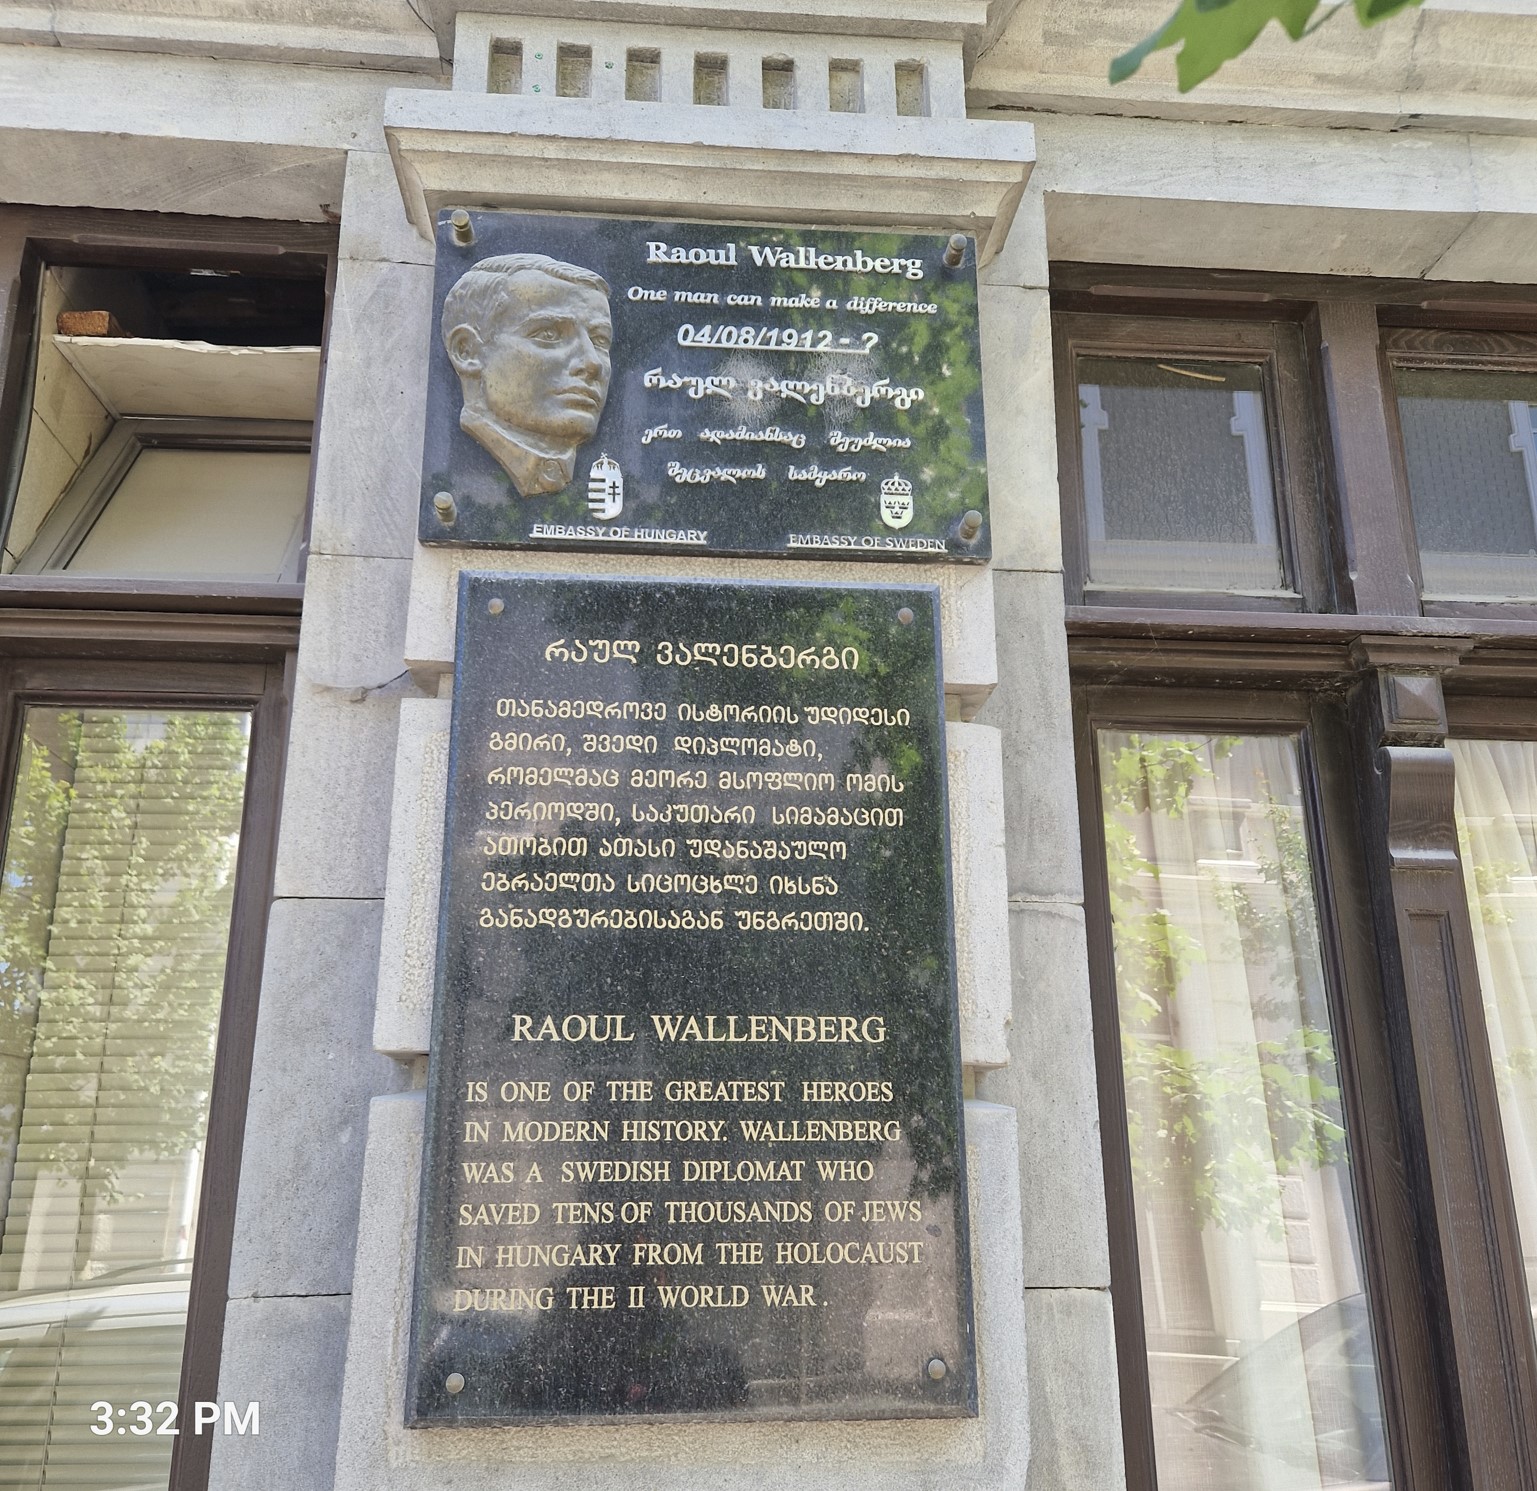 Raoul Wallenberg
One man can make a difference
04/08/1912 - ?
რაულ ვალენბერგი
ერთ ადამიანსაც შეუძლია
შეცვალოს სამყარო
EMBASSY OF HUNGARY
EMBASSY OF SWEDEN
რაულ ვალენბერგი
თანამედროვე ისტორიის უდიდესი
გმირი, შვედი დიპლომატი,
რომელმაც მეორე მსოფლიო ომის
პერიოდში, საკუთარი სიმამაცით
ათობით ათასი უდანაშაულო
ებრაელთა სიცოცხლე იხსნა
განადგურებისაგან უნგრეთში.
RAOUL WALLENBERG
IS ONE OF THE GREATEST HEROES
IN MODERN HISTORY. WALLENBERG
WAS A SWEDISH DIPLOMAT WHO
SAVED TENS OF THOUSANDS OF JEWS
IN HUNGARY FROM THE HOLOCAUST
DURING THE II WORLD WAR.
3:32 PM